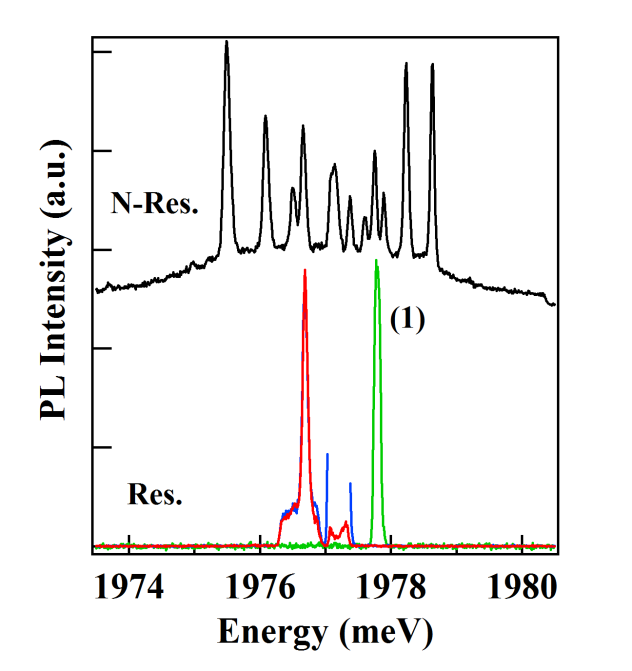 PL Intensity (a.u.)
N-Res.
(1)
Res.
1974 1976 1978 1980
Energy (meV)